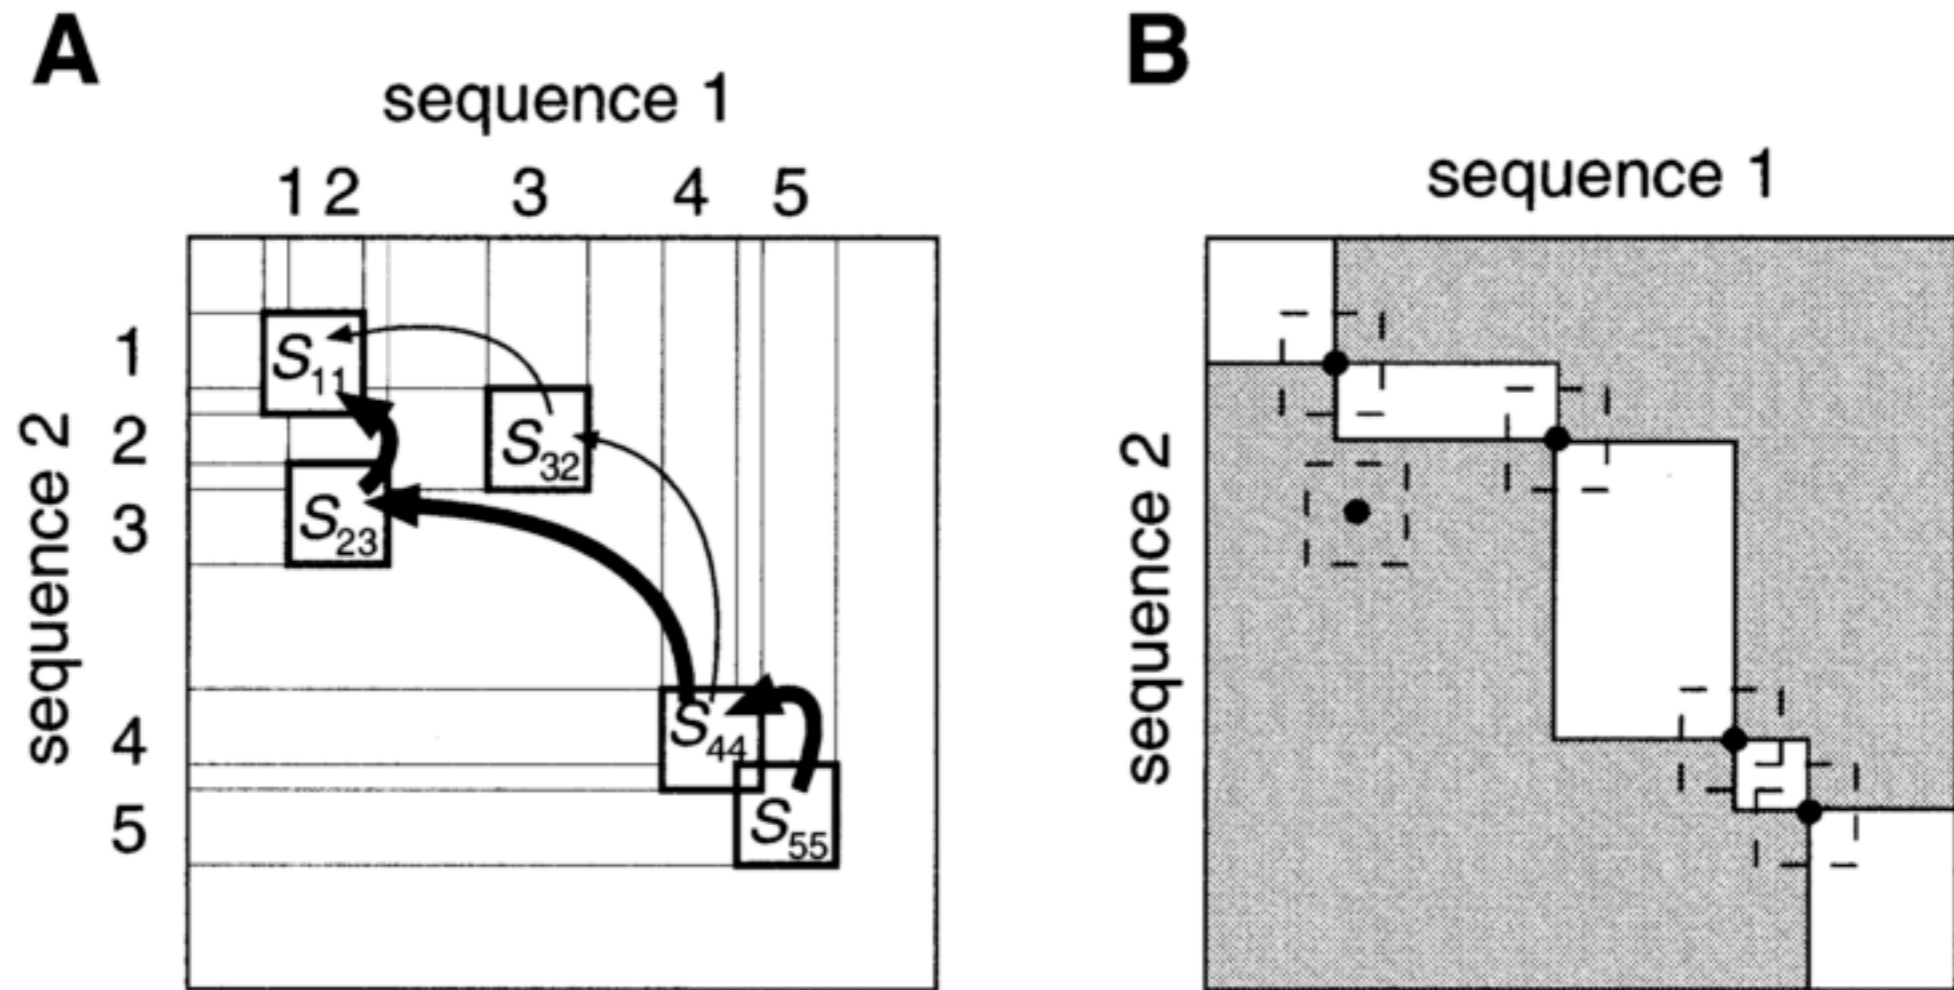 A
sequence 1
1 2 3 4 5
sequence 2
1
2
3
4
5
S11
S32
S23
S44
S55
B
sequence 1
sequence 2